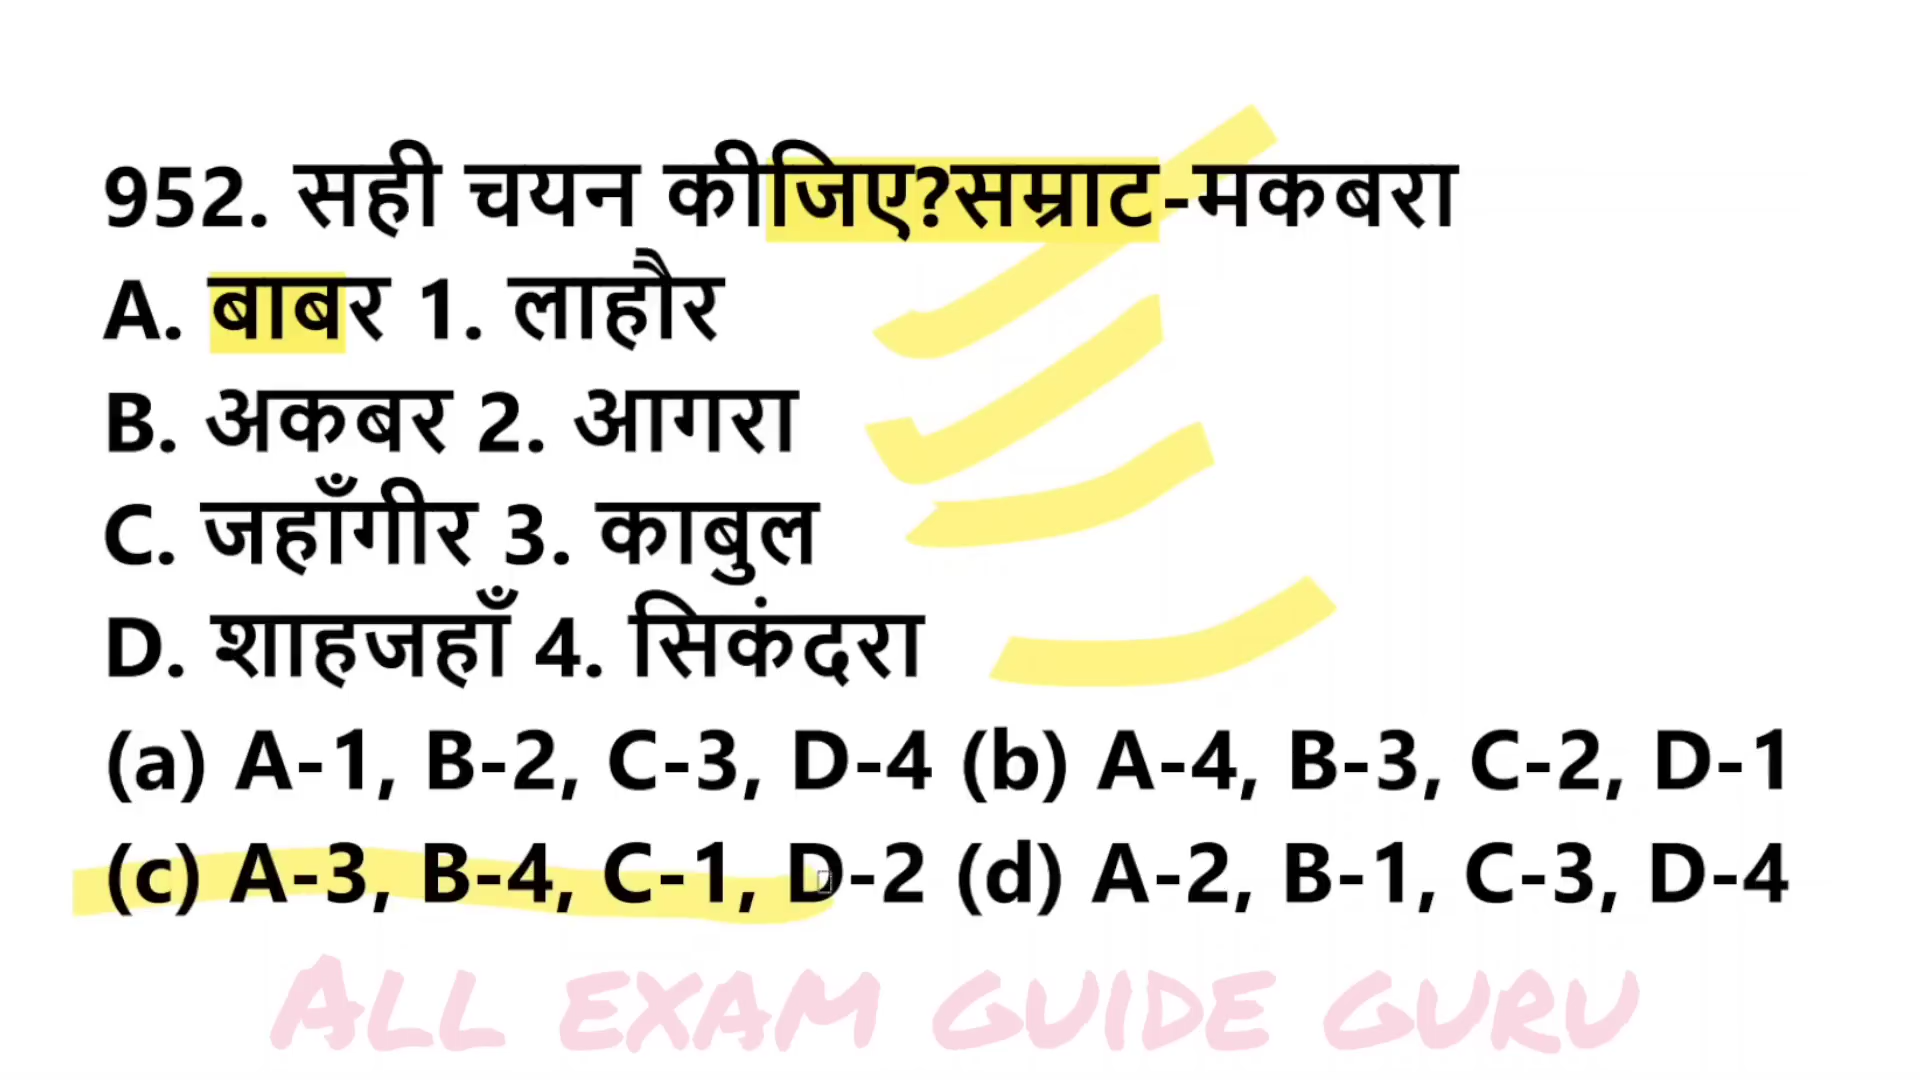 952. सही चयन कीजिए?सम्राट-मकबरा
A. बाबर 1. लाहौर
B. अकबर 2. आगरा
C. जहाँगीर 3. काबुल
D. शाहजहाँ 4. सिकंदरा
(a) A-1, B-2, C-3, D-4 (b) A-4, B-3, C-2, D-1
(c) A-3, B-4, C-1, D-2 (d) A-2, B-1, C-3, D-4
ALL EXAM GUIDE GURU